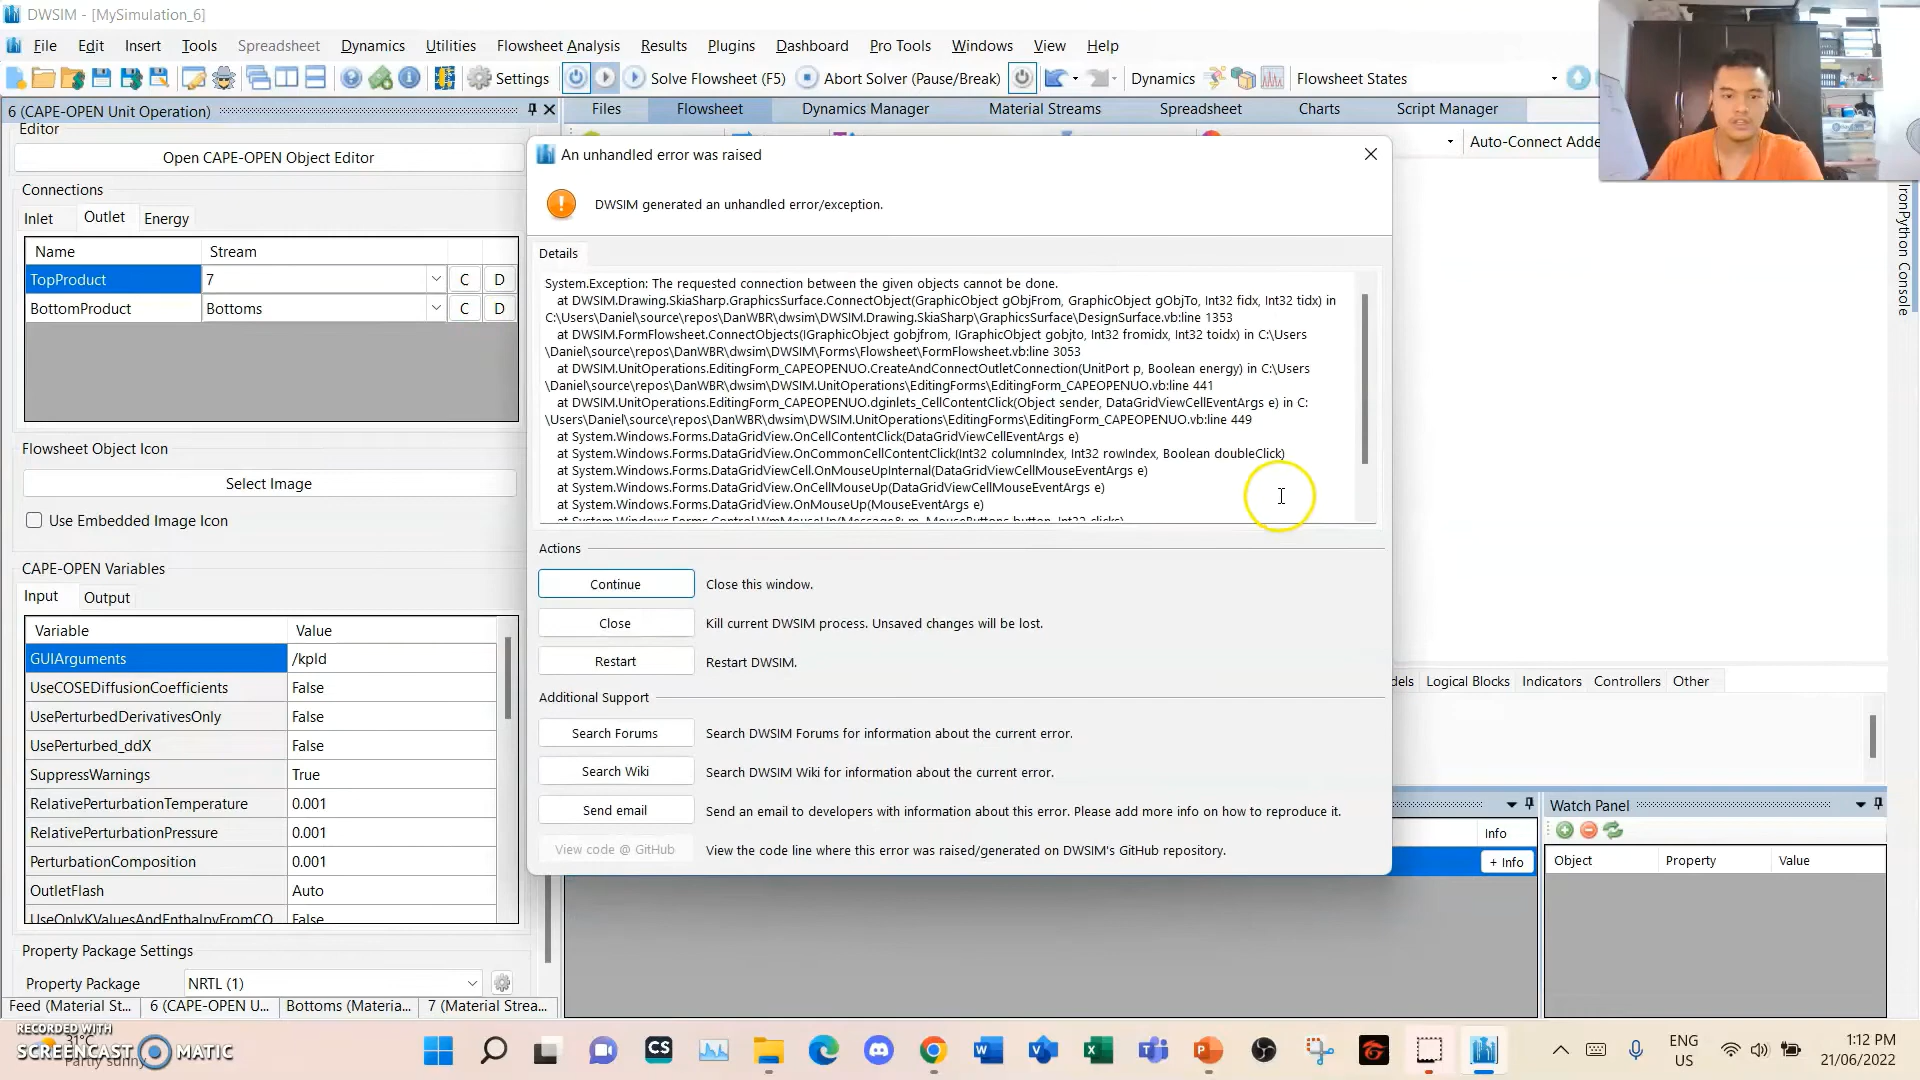 DWSIM - [MySimulation_6]
File Edit Insert Tools Spreadsheet Dynamics Utilities Flowsheet Analysis Results Plugins Dashboard Pro Tools Windows View Help
Settings Solve Flowsheet (F5) Abort Solver (Pause/Break) Dynamics Flowsheet States
6 (CAPE-OPEN Unit Operation)
Files Flowsheet Dynamics Manager Material Streams Spreadsheet Charts Script Manager
Editor
Open CAPE-OPEN Object Editor
Auto-Connect Adde
Connections
Inlet Outlet Energy
Name Stream
TopProduct 7 C D
BottomProduct Bottoms C D
Flowsheet Object Icon
Select Image
Use Embedded Image Icon
CAPE-OPEN Variables
Input Output
Variable Value
GUIArguments /kpld
UseCOSEDiffusionCoefficients False
UsePerturbedDerivativesOnly False
UsePerturbed_ddX False
SuppressWarnings True
RelativePerturbationTemperature 0.001
RelativePerturbationPressure 0.001
PerturbationComposition 0.001
OutletFlash Auto
UseOnlyKValuesAndEnthalpyFromCO False
Property Package Settings
Property Package NRTL (1)
Feed (Material St... 6 (CAPE-OPEN U... Bottoms (Materia... 7 (Material Strea...
An unhandled error was raised
DWSIM generated an unhandled error/exception.
Details
System.Exception: The requested connection between the given objects cannot be done.
at DWSIM.Drawing.SkiaSharp.GraphicsSurface.ConnectObject(GraphicObject gObjFrom, GraphicObject gObjTo, Int32 fidx, Int32 tidx) in
C:\Users\Daniel\source\repos\DanWBR\dwsim\DWSIM.Drawing.SkiaSharp\GraphicsSurface\DesignSurface.vb:line 1353
at DWSIM.FormFlowsheet.ConnectObjects(IGraphicObject gobjfrom, IGraphicObject gobjto, Int32 fromidx, Int32 toidx) in C:\Users
\Daniel\source\repos\DanWBR\dwsim\DWSIM\Forms\Flowsheet\FormFlowsheet.vb:line 3053
at DWSIM.UnitOperations.EditingForm_CAPEOPENUO.CreateAndConnectOutletConnection(UnitPort p, Boolean energy) in C:\Users
\Daniel\source\repos\DanWBR\dwsim\DWSIM.UnitOperations\EditingForms\EditingForm_CAPEOPENUO.vb:line 441
at DWSIM.UnitOperations.EditingForm_CAPEOPENUO.dginlets_CellContentClick(Object sender, DataGridViewCellEventArgs e) in C:
\Users\Daniel\source\repos\DanWBR\dwsim\DWSIM.UnitOperations\EditingForms\EditingForm_CAPEOPENUO.vb:line 449
at System.Windows.Forms.DataGridView.OnCellContentClick(DataGridViewCellEventArgs e)
at System.Windows.Forms.DataGridView.OnCommonCellContentClick(Int32 columnIndex, Int32 rowIndex, Boolean doubleClick)
at System.Windows.Forms.DataGridViewCell.OnMouseUpInternal(DataGridViewCellMouseEventArgs e)
at System.Windows.Forms.DataGridView.OnCellMouseUp(DataGridViewCellMouseEventArgs e)
at System.Windows.Forms.DataGridView.OnMouseUp(MouseEventArgs e)
at System.Windows.Forms.Control.WmMouseUp(Message& m, MouseButtons button, Int32 clicks)
Actions
Continue Close this window.
Close Kill current DWSIM process. Unsaved changes will be lost.
Restart Restart DWSIM.
Additional Support
Search Forums Search DWSIM Forums for information about the current error.
Search Wiki Search DWSIM Wiki for information about the current error.
Send email Send an email to developers with information about this error. Please add more info on how to reproduce it.
View code @ GitHub View the code line where this error was raised/generated on DWSIM's GitHub repository.
IronPython Console
dels Logical Blocks Indicators Controllers Other
Info
+ Info
Watch Panel
Object Property Value
RECORDED WITH
SCREENCAST MATIC
31°C
Partly sunny
ENG
US
1:12 PM
21/06/2022